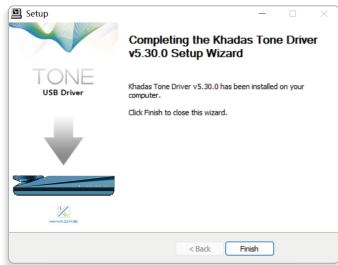 Setup
Completing the Khadas Tone Driver
v5.30.0 Setup Wizard
TONE
USB Driver
Khadas Tone Driver v5.30.0 has been installed on your
computer.
Click Finish to close this wizard.
KHADAS
< Back
Finish